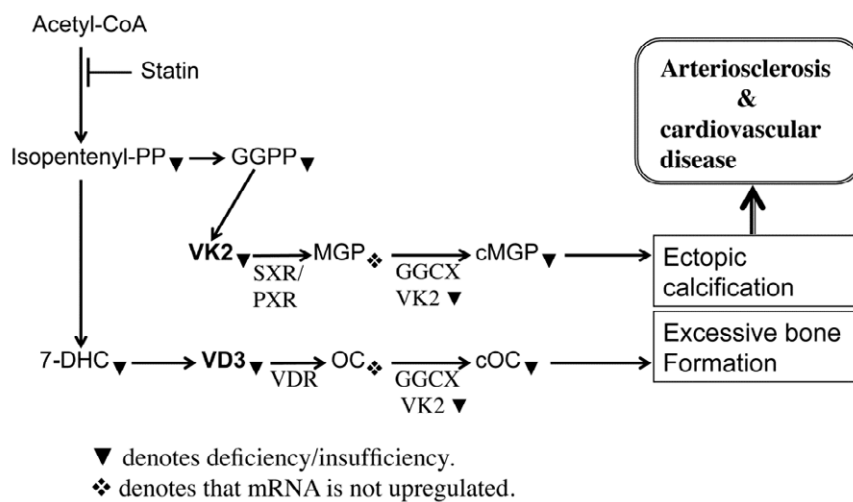 Acetyl-CoA
Statin
Isopentenyl-PP▼ GGPP▼
VK2▼ MGP❖ cMGP▼
SXR/
PXR
GGCX
VK2 ▼
Ectopic
calcification
Arteriosclerosis
&
cardiovascular
disease
7-DHC▼ VD3▼ OC❖ cOC▼
VDR
GGCX
VK2 ▼
Excessive bone
Formation
▼ denotes deficiency/insufficiency.
❖ denotes that mRNA is not upregulated.